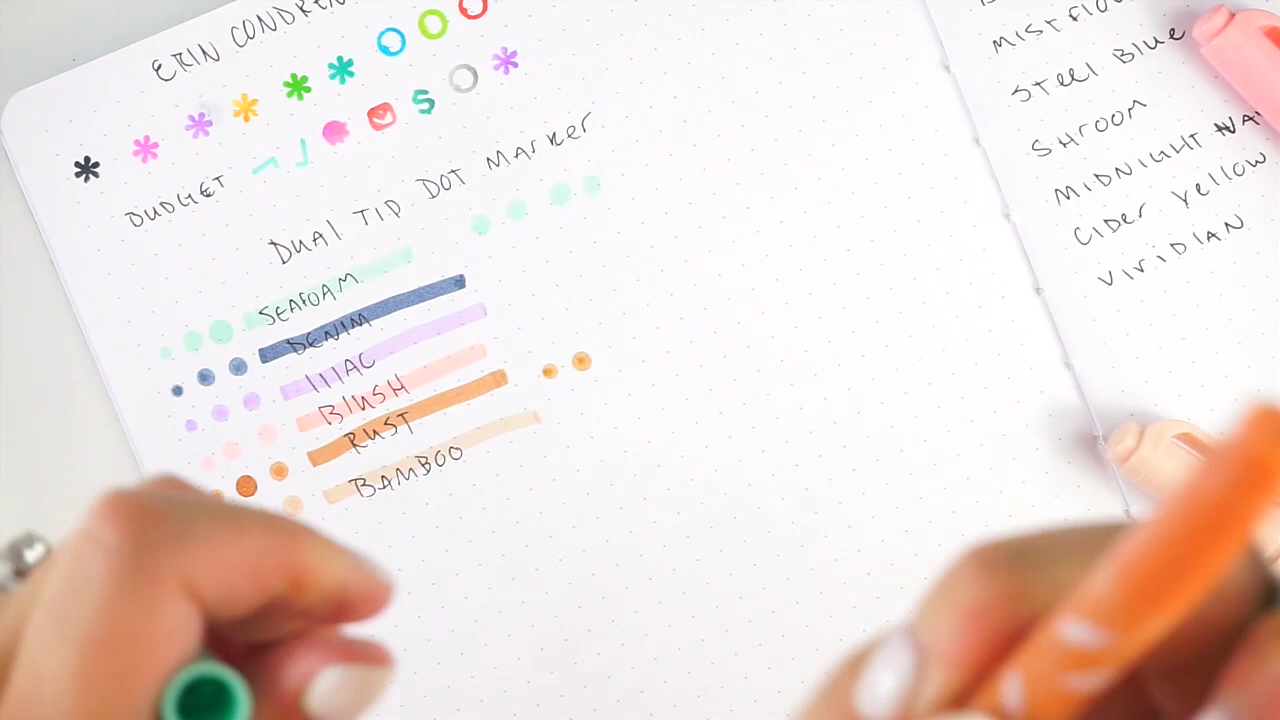 ERIN CONDREN
BUDGET
Dual Tip Dot Marker
SEAFOAM
DENIM
lilac
Blush
RUST
BAMBOO
Steel Blue
SHroom
MIDNIGHT
Cider Yellow
VIRIDIAN